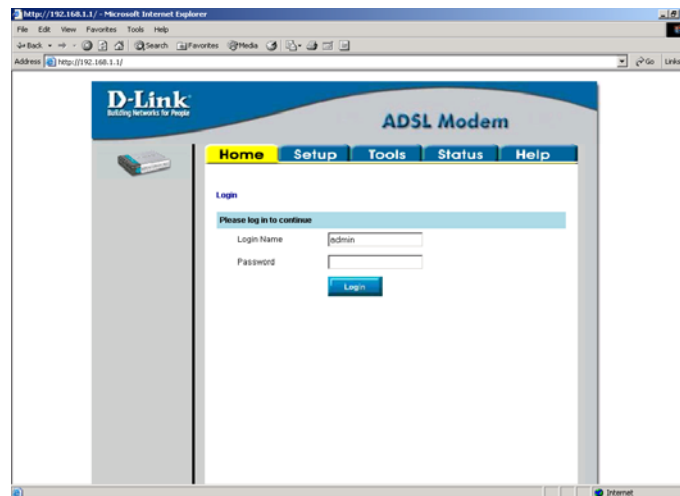 http://192.168.1.1/ - Microsoft Internet Explorer
File Edit View Favorites Tools Help
Back Search Favorites Media
Address http://192.168.1.1/ Go Links
D-Link
Building Networks for People
ADSL Modem
Home Setup Tools Status Help
Login
Please log in to continue
Login Name admin
Password
Login
Internet